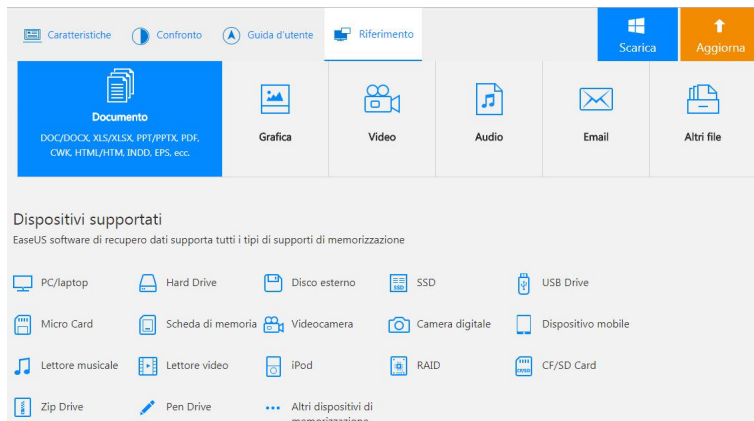 Caratteristiche
Confronto
Guida d'utente
Riferimento
Scarica
Aggiorna
Documento
DOC/DOCX, XLS/XLSX, PPT/PPTX, PDF,
CWK, HTML/HTM, INDD, EPS, ecc.
Grafica
Video
Audio
Email
Altri file
Dispositivi supportati
EaseUS software di recupero dati supporta tutti i tipi di supporti di memorizzazione
PC/laptop
Hard Drive
Disco esterno
SSD
SSD
USB Drive
Micro Card
Scheda di memoria
Videocamera
Camera digitale
Dispositivo mobile
Lettore musicale
Lettore video
iPod
RAID
CF/SD
CF/SD Card
Zip Drive
Pen Drive
Altri dispositivi di
memorizzazione